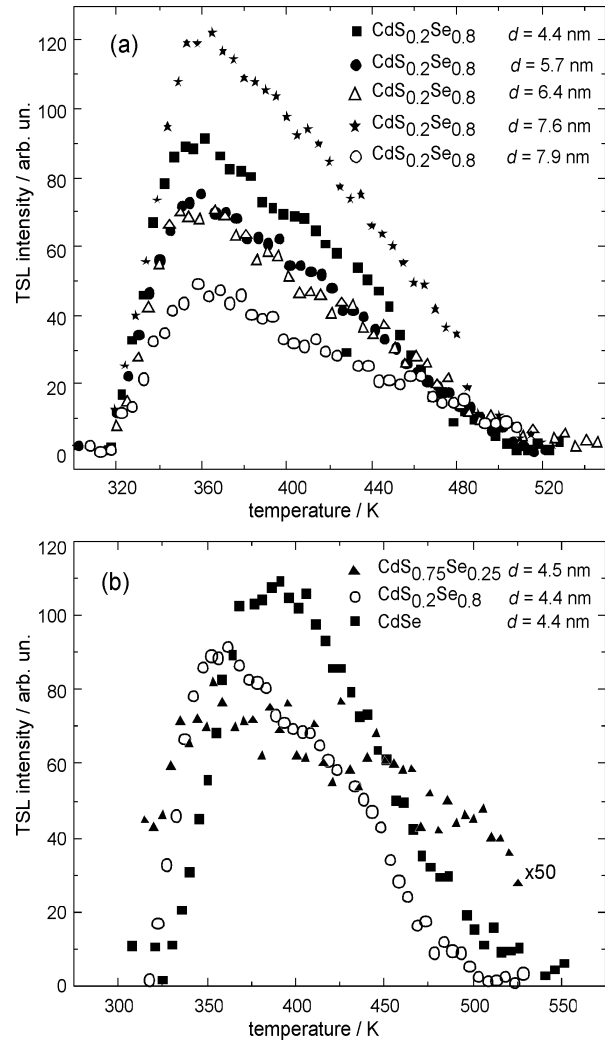 (a)
CdS0.2Se0.8 d = 4.4 nm
CdS0.2Se0.8 d = 5.7 nm
CdS0.2Se0.8 d = 6.4 nm
CdS0.2Se0.8 d = 7.6 nm
CdS0.2Se0.8 d = 7.9 nm
TSL intensity / arb. un.
120
100
80
60
40
20
0
320 360 400 440 480 520
temperature / K
(b)
CdS0.75Se0.25 d = 4.5 nm
CdS0.2Se0.8 d = 4.4 nm
CdSe d = 4.4 nm
TSL intensity / arb. un.
120
100
80
60
40
20
0
x50
300 350 400 450 500 550
temperature / K